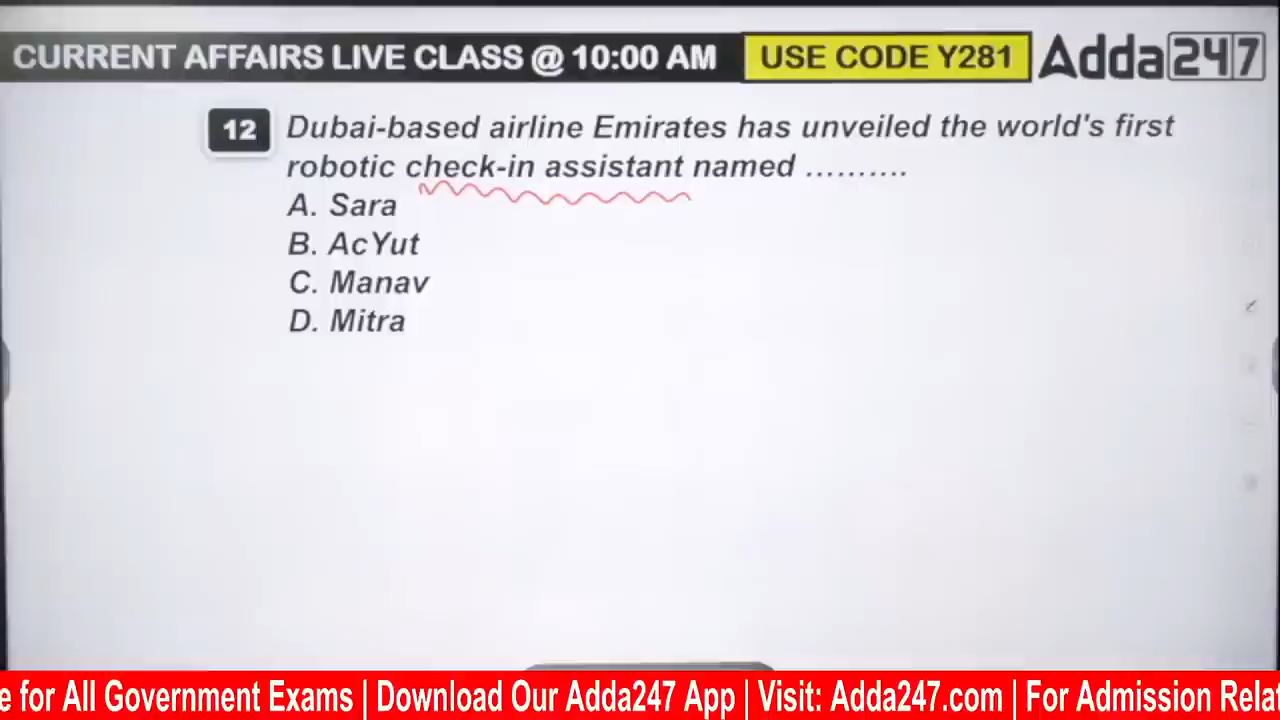 CURRENT AFFAIRS LIVE CLASS @ 10:00 AM
USE CODE Y281
Adda247
12 Dubai-based airline Emirates has unveiled the world's first
robotic check-in assistant named ..........
A. Sara
B. AcYut
C. Manav
D. Mitra
e for All Government Exams | Download Our Adda247 App | Visit: Adda247.com | For Admission Relat